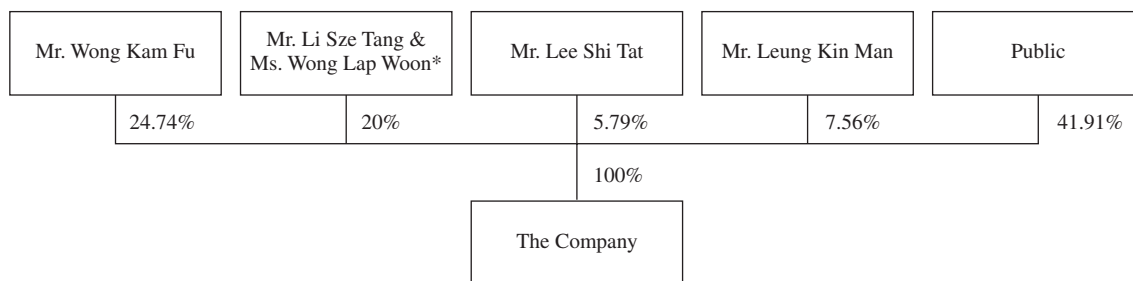 Mr. Wong Kam Fu
Mr. Li Sze Tang &
Ms. Wong Lap Woon*
Mr. Lee Shi Tat
Mr. Leung Kin Man
Public
24.74%
20%
5.79%
7.56%
41.91%
100%
The Company